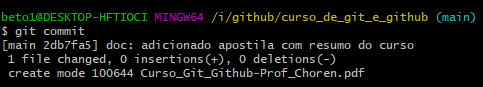 beto1@DESKTOP-HFTIOCI MINGW64 /i/github/curso_de_git_e_github (main)
$ git commit
[main 2db7fa5] doc: adicionado apostila com resumo do curso
 1 file changed, 0 insertions(+), 0 deletions(-)
 create mode 100644 Curso_Git_Github-Prof_Choren.pdf